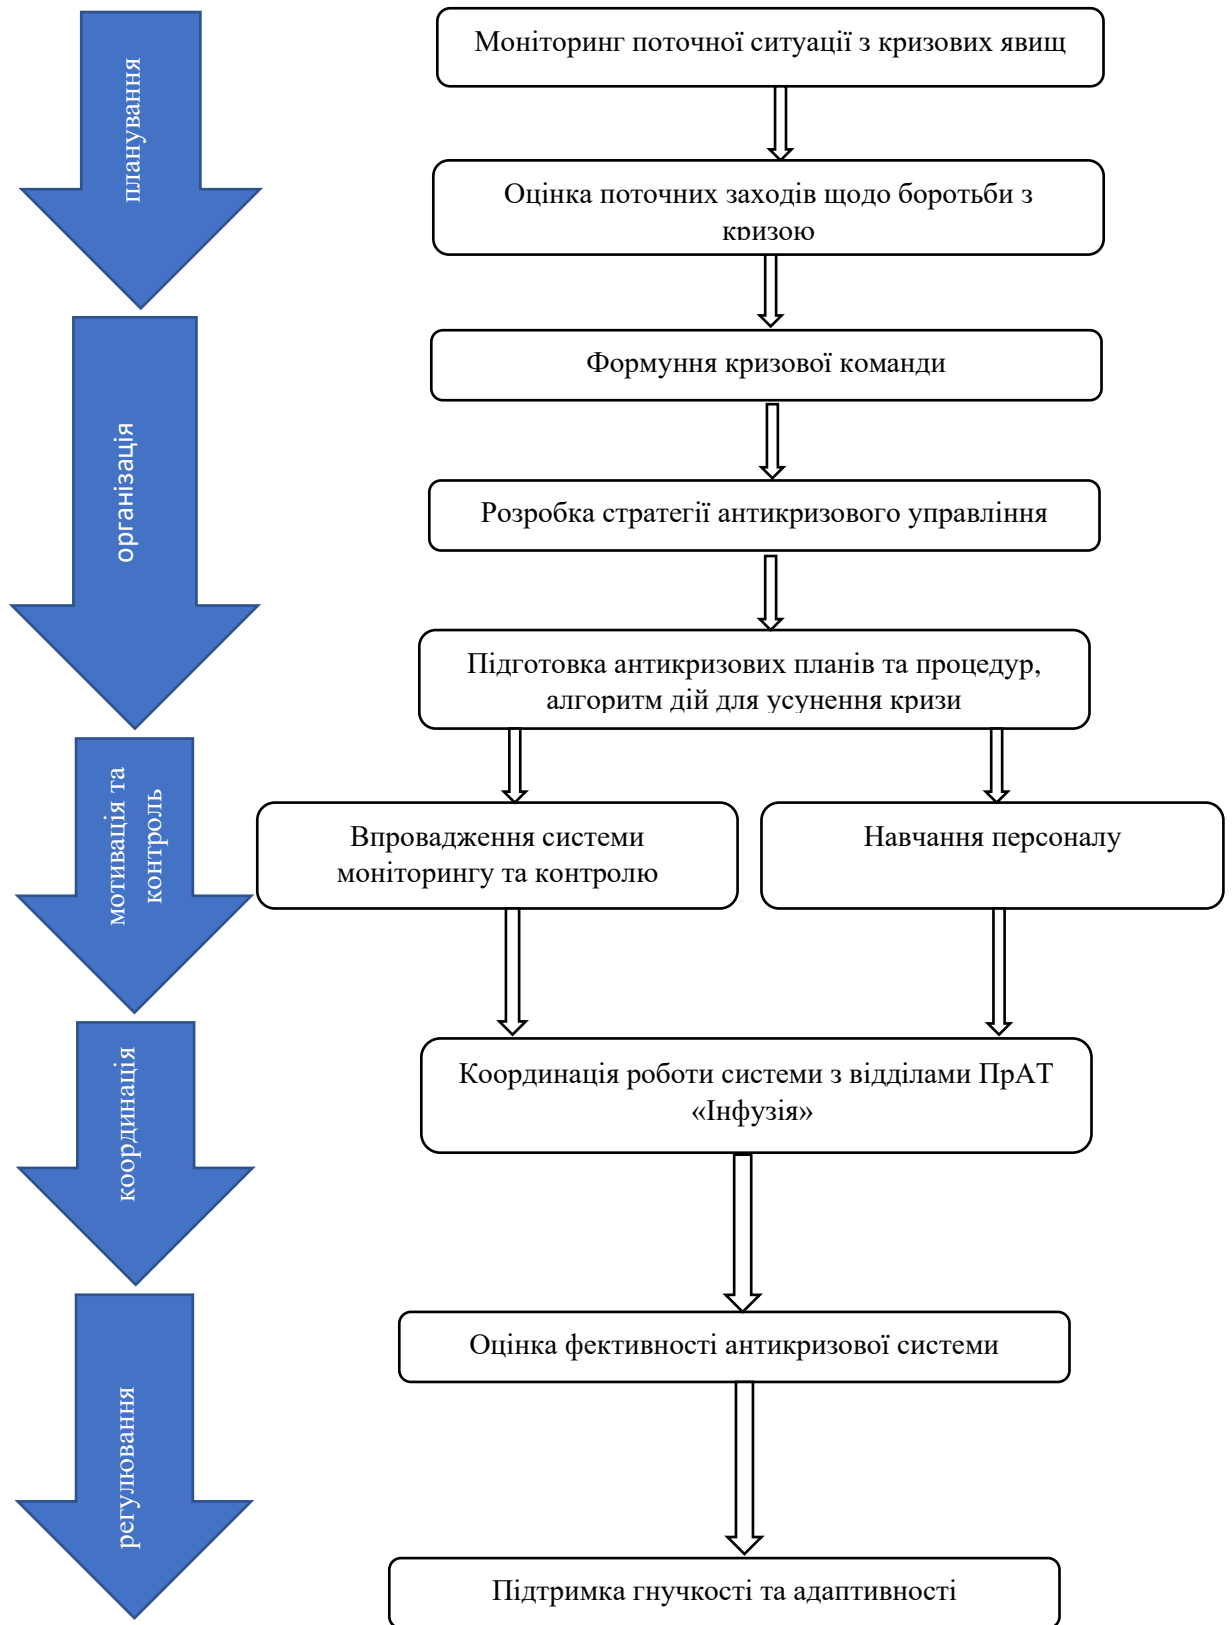 планування
Моніторинг поточної ситуації з кризових явищ
Оцінка поточних заходів щодо боротьби з
кризою
організація
Формуння кризової команди
Розробка стратегії антикризового управління
Підготовка антикризових планів та процедур,
алгоритм дій для усунення кризи
мотивація та
контроль
Впровадження системи
моніторингу та контролю
Навчання персоналу
координація
Координація роботи системи з відділами ПрАТ
«Інфузія»
регулювання
Оцінка фективності антикризової системи
Підтримка гнучкості та адаптивності